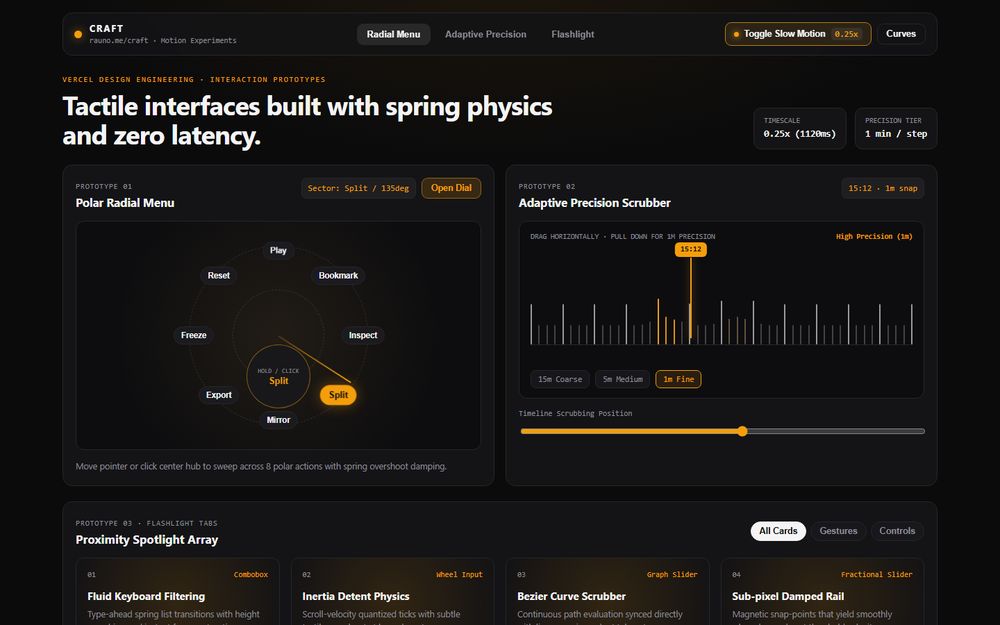 CRAFT
rauno.me/craft · Motion Experiments
Radial Menu
Adaptive Precision
Flashlight
Toggle Slow Motion 0.25x
Curves
VERCEL DESIGN ENGINEERING · INTERACTION PROTOTYPES
Tactile interfaces built with spring physics
and zero latency.
TIMESCALE
0.25x (1120ms)
PRECISION TIER
1 min / step
PROTOTYPE 01
Polar Radial Menu
Sector: Split / 135deg
Open Dial
Play
Reset
Bookmark
Freeze
Inspect
HOLD / CLICK
Split
Export
Split
Mirror
Move pointer or click center hub to sweep across 8 polar actions with spring overshoot damping.
PROTOTYPE 02
Adaptive Precision Scrubber
15:12 · 1m snap
DRAG HORIZONTALLY · PULL DOWN FOR 1M PRECISION
High Precision (1m)
15:12
15m Coarse
5m Medium
1m Fine
Timeline Scrubbing Position
PROTOTYPE 03 · FLASHLIGHT TABS
Proximity Spotlight Array
All Cards
Gestures
Controls
01
Combobox
Fluid Keyboard Filtering
Type-ahead spring list transitions with height
02
Wheel Input
Inertia Detent Physics
Scroll-velocity quantized ticks with subtle
03
Graph Slider
Bezier Curve Scrubber
Continuous path evaluation synced directly
04
Fractional Slider
Sub-pixel Damped Rail
Magnetic snap-points that yield smoothly